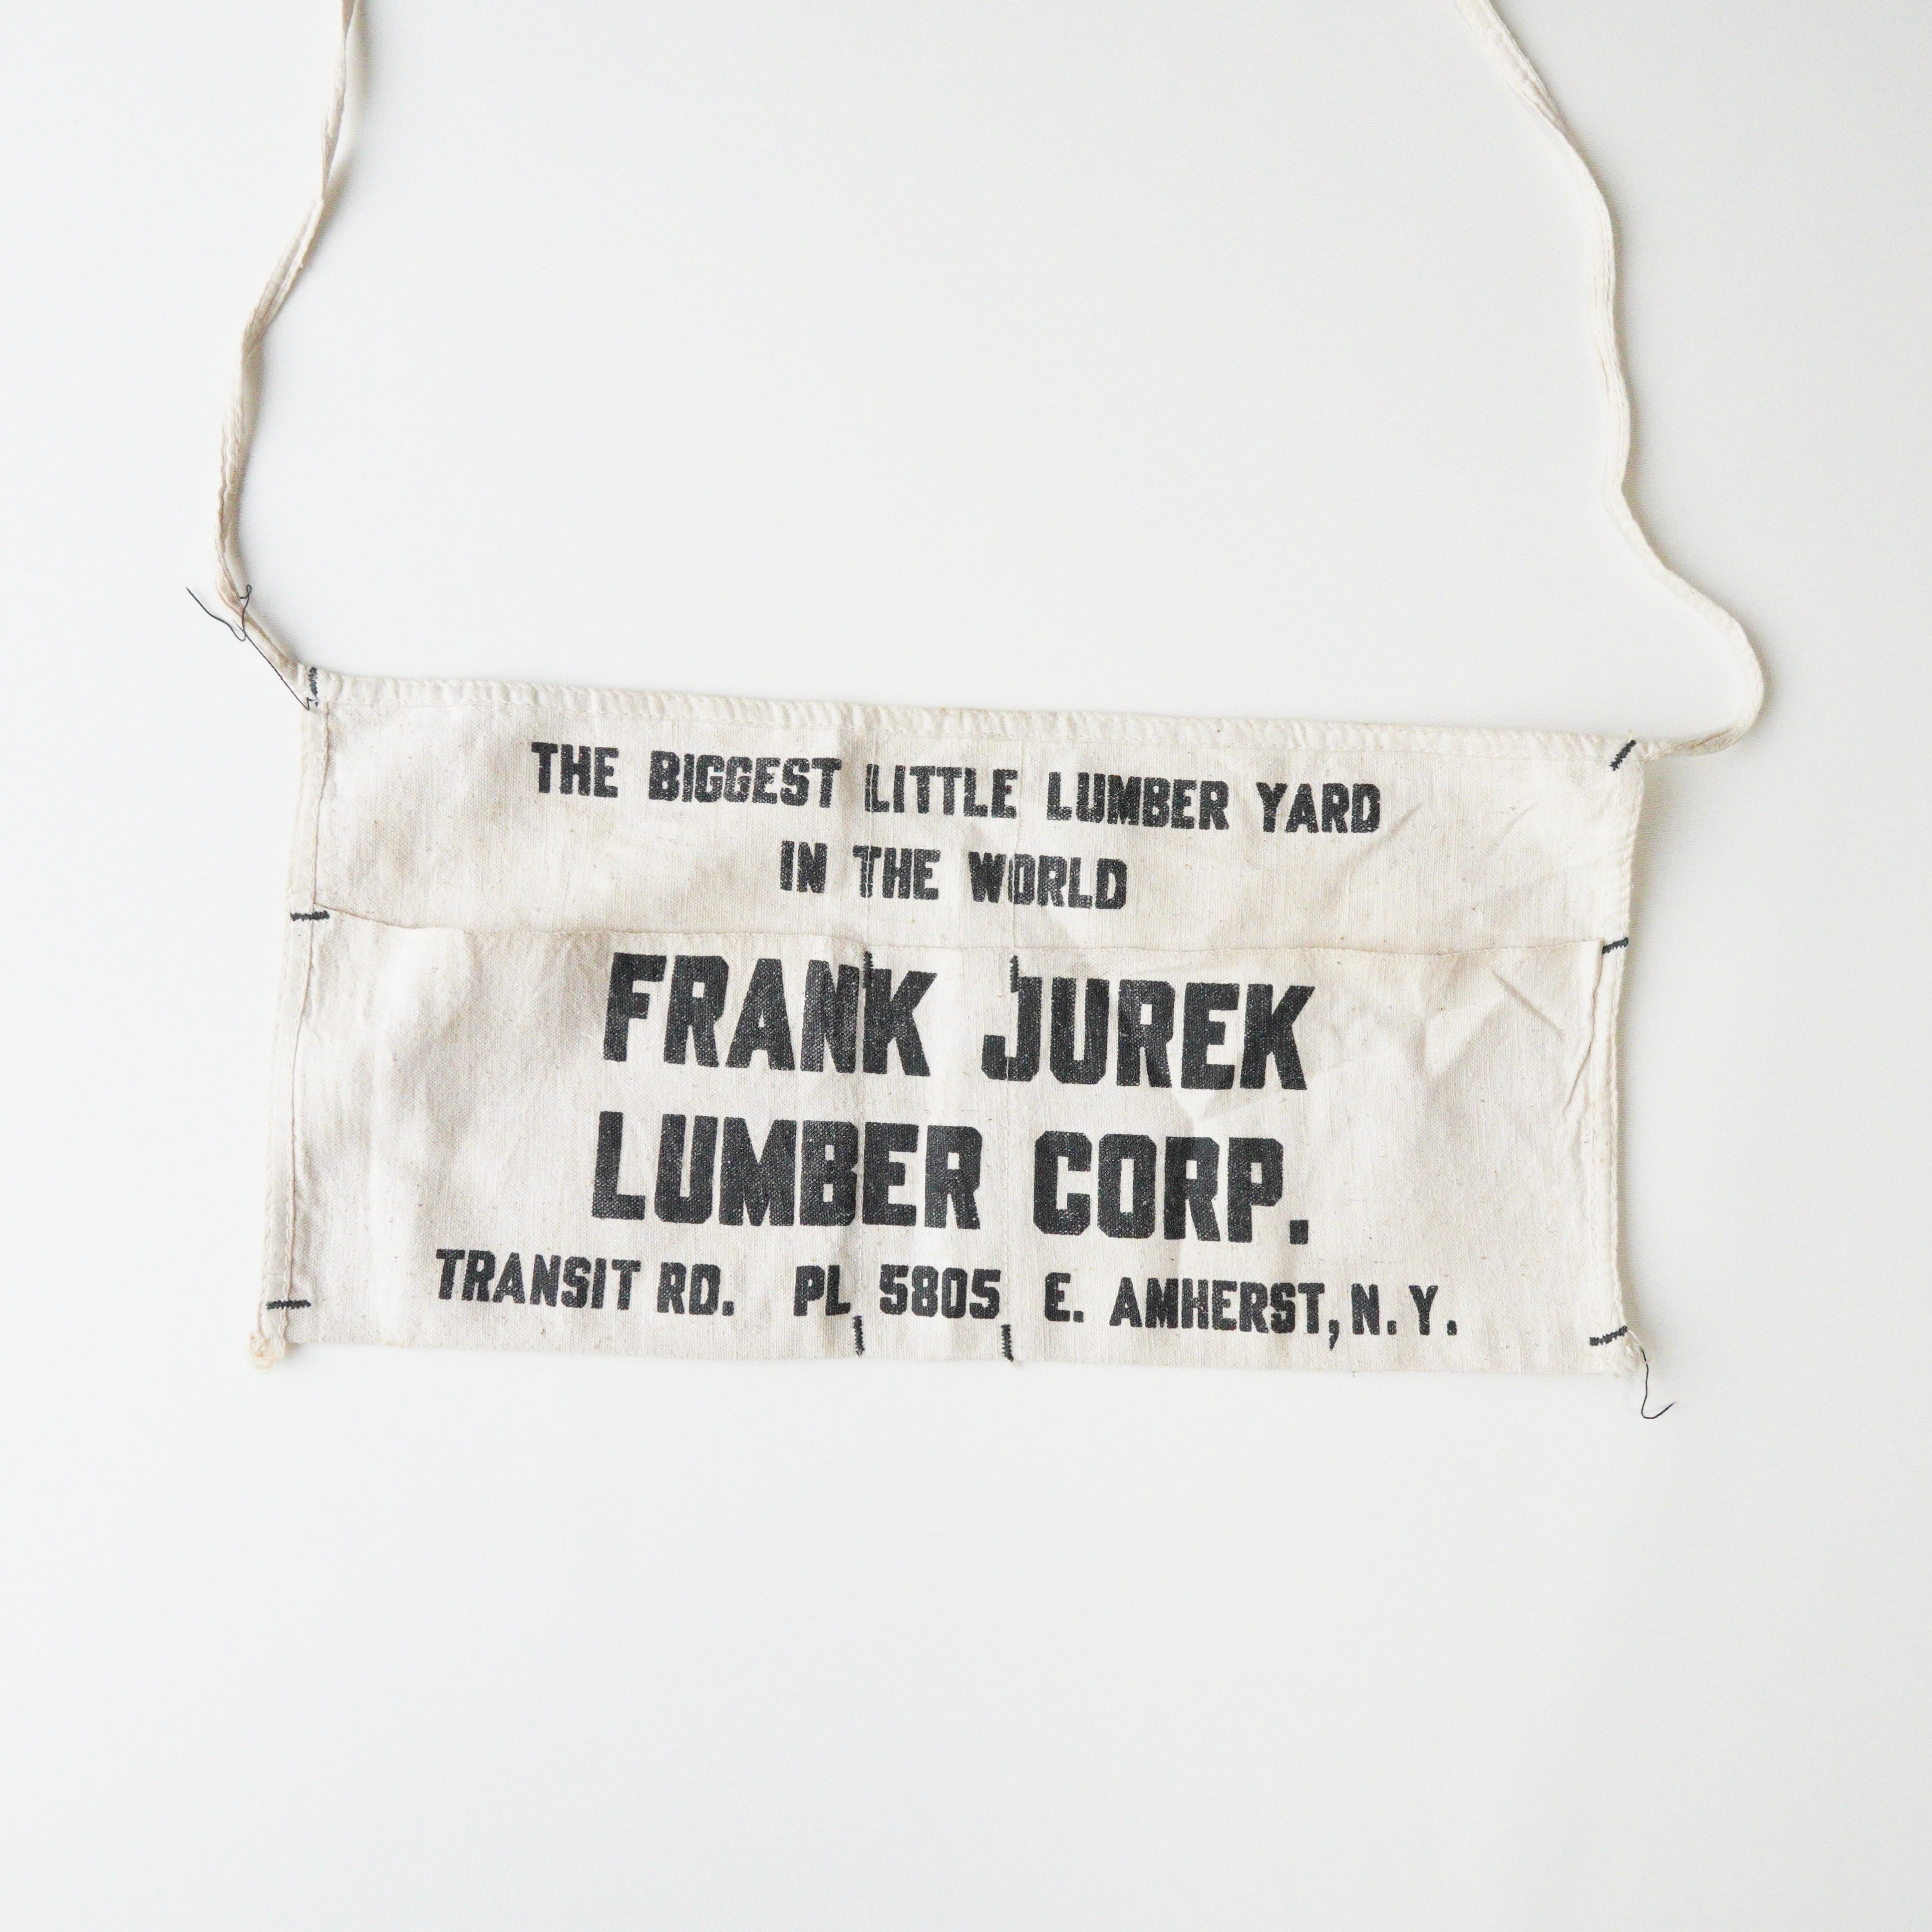 THE BIGGEST LITTLE LUMBER YARD
IN THE WORLD
FRANK JUREK
LUMBER CORP.
TRANSIT RD. PL 5805 E. AMHERST, N. Y.